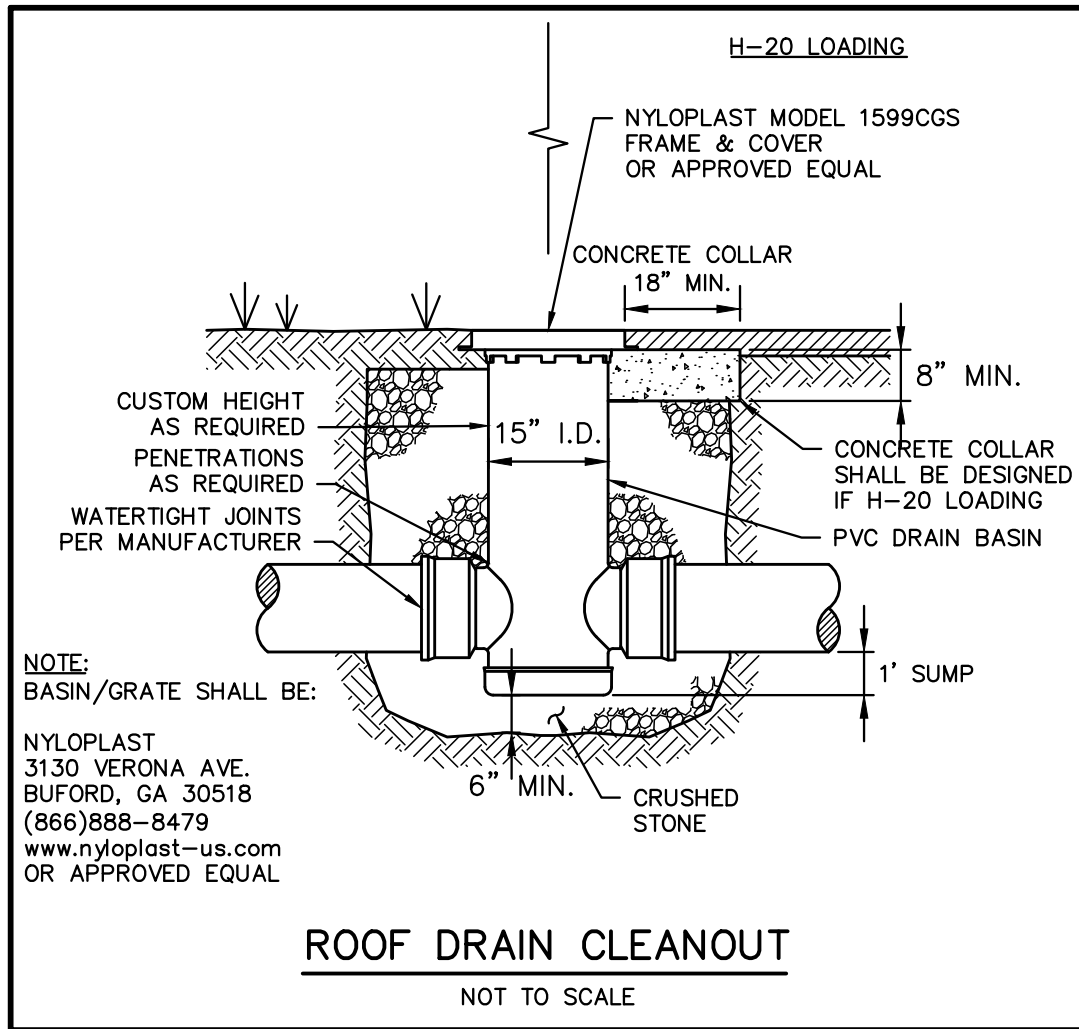 H-20 LOADING
NYLOPLAST MODEL 1599CGS
FRAME & COVER
OR APPROVED EQUAL
CONCRETE COLLAR
18" MIN.
8" MIN.
CUSTOM HEIGHT
AS REQUIRED
15" I.D.
PENETRATIONS
AS REQUIRED
WATERTIGHT JOINTS
PER MANUFACTURER
CONCRETE COLLAR
SHALL BE DESIGNED
IF H-20 LOADING
PVC DRAIN BASIN
1' SUMP
NOTE:
BASIN/GRATE SHALL BE:
NYLOPLAST
3130 VERONA AVE.
BUFORD, GA 30518
(866)888-8479
www.nyloplast-us.com
OR APPROVED EQUAL
6" MIN.
CRUSHED
STONE
ROOF DRAIN CLEANOUT
NOT TO SCALE